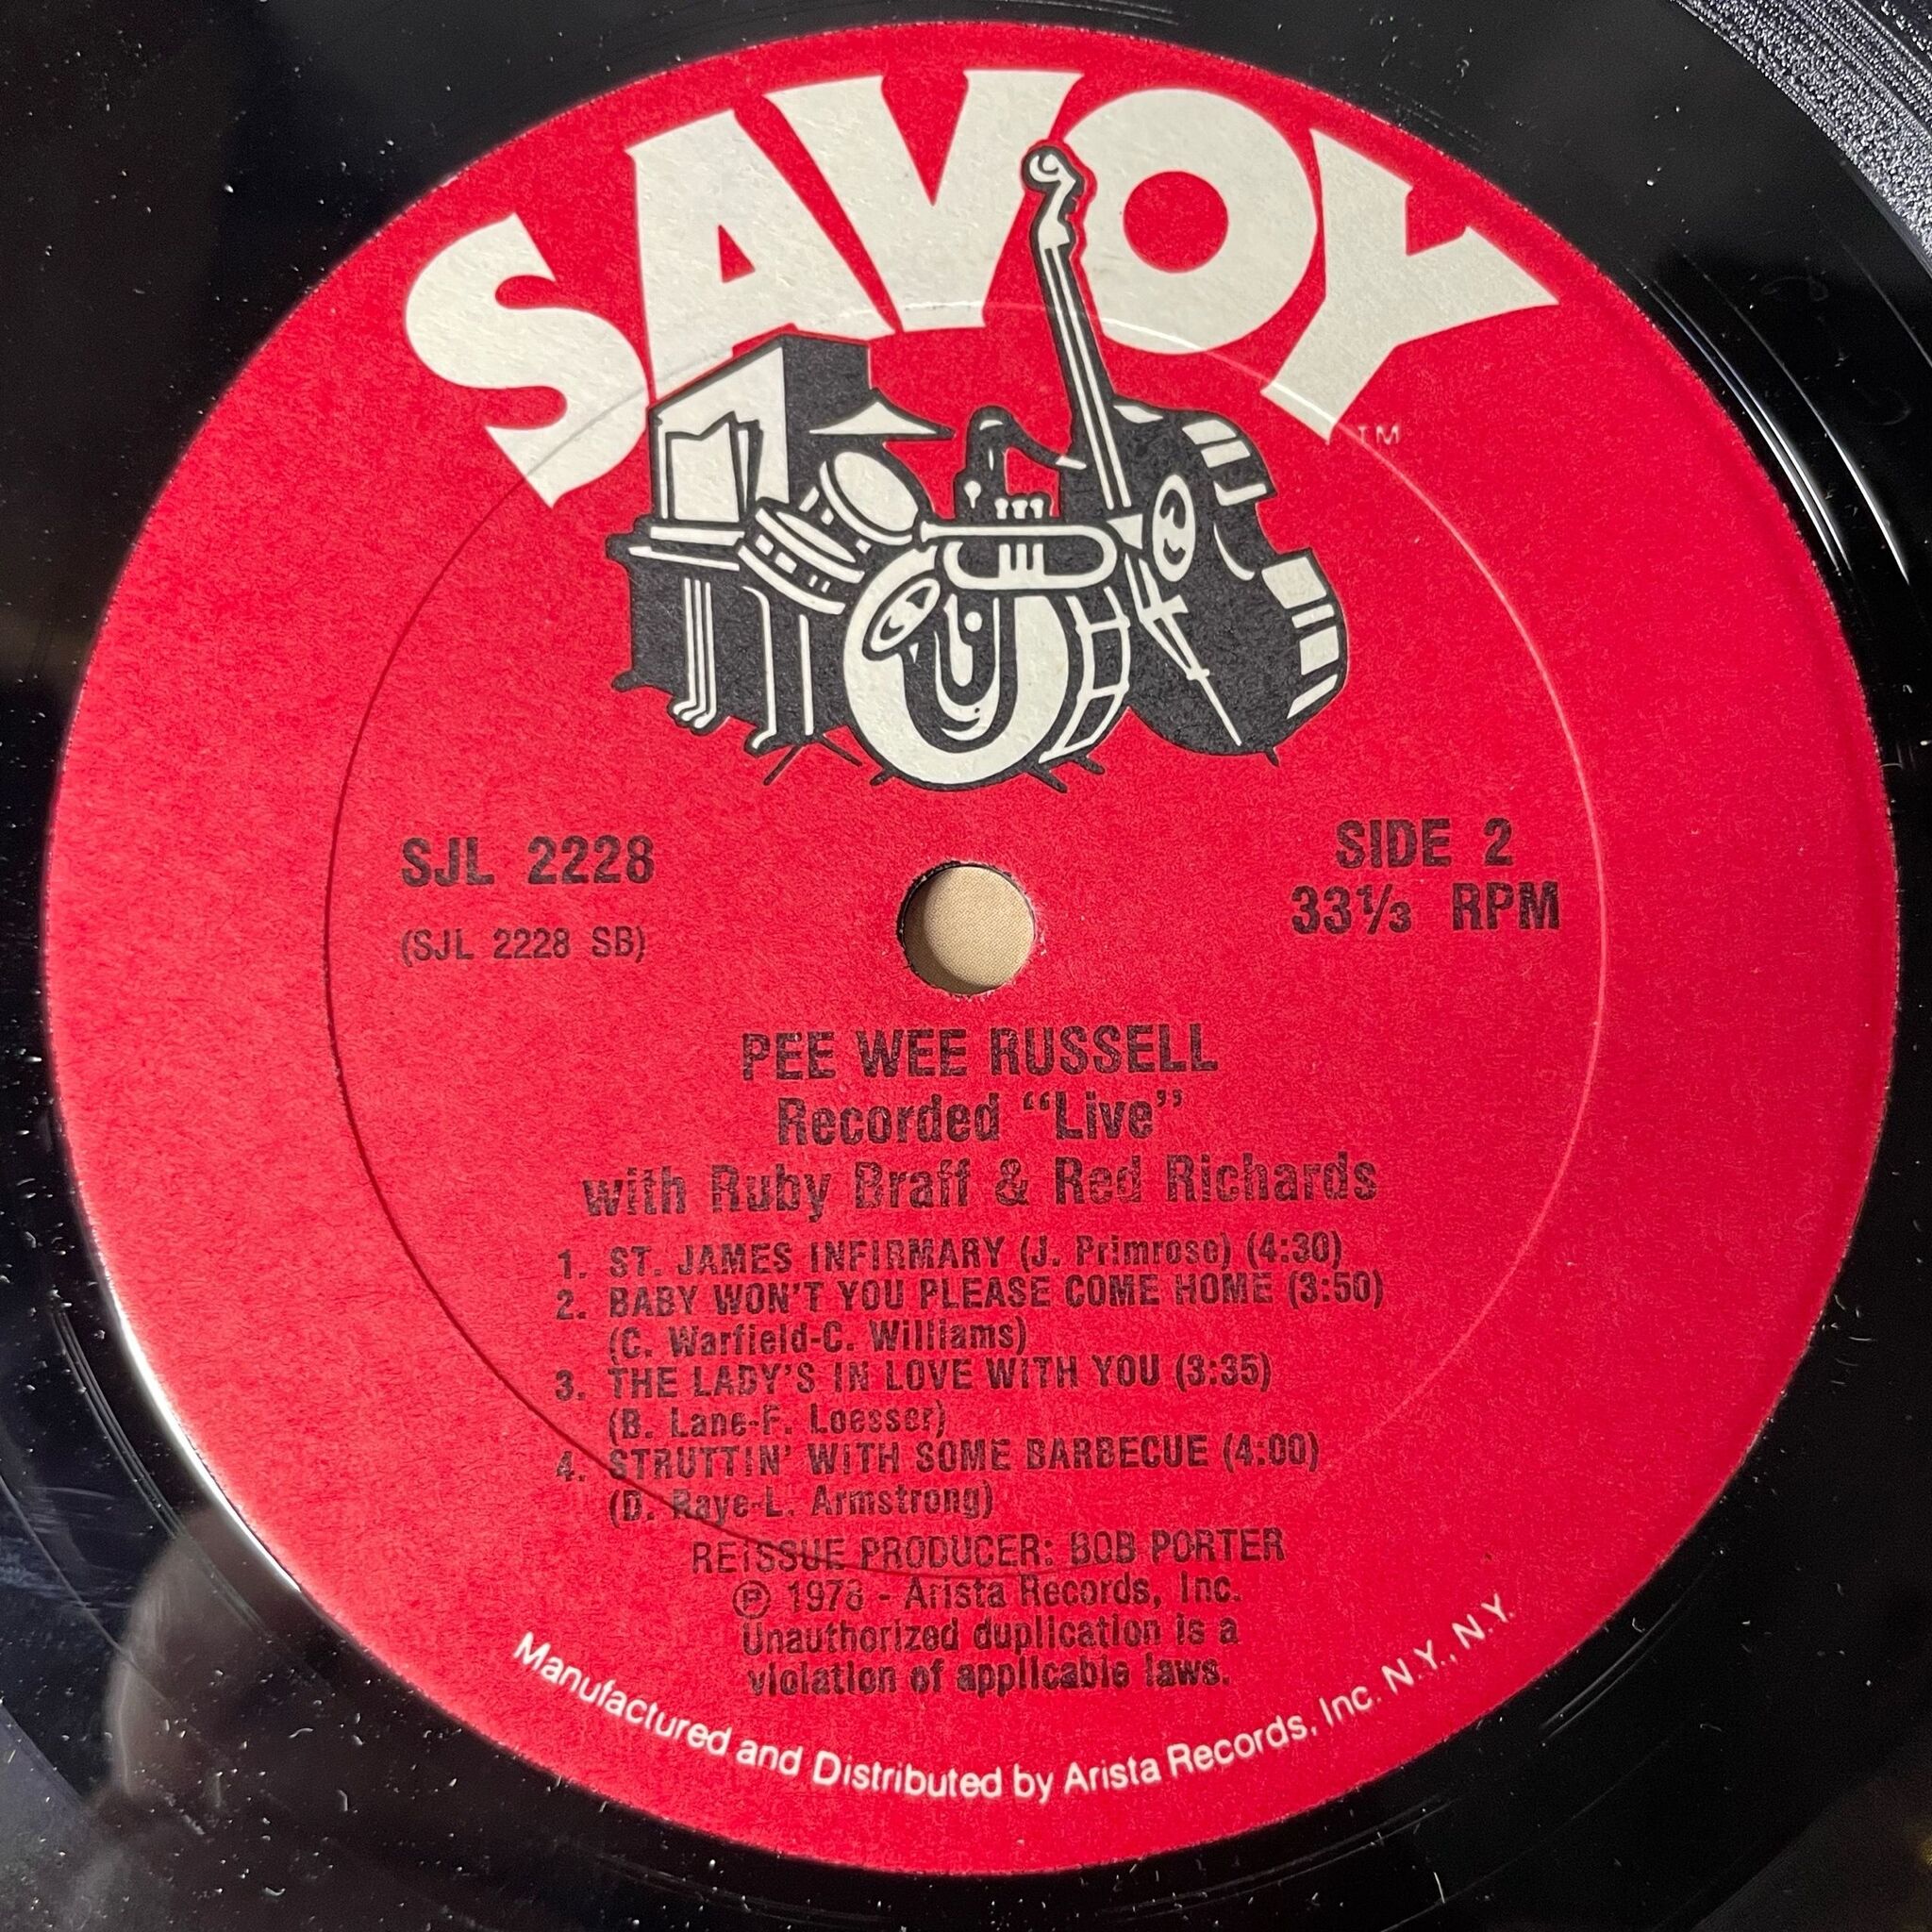 SAVOY
TM
SJL 2228
(SJL 2228 SB)
SIDE 2
33⅓ RPM
PEE WEE RUSSELL
Recorded “Live”
with Ruby Braff & Red Richards
1. ST. JAMES INFIRMARY (J. Primrose) (4:30)
2. BABY WON'T YOU PLEASE COME HOME (3:50)
(C. Warfield-C. Williams)
3. THE LADY'S IN LOVE WITH YOU (3:35)
(B. Lane-F. Loesser)
4. STRUTTIN' WITH SOME BARBECUE (4:00)
(D. Raye-L. Armstrong)
REISSUE PRODUCER: BOB PORTER
Ⓟ 1978 - Arista Records, Inc.
Unauthorized duplication is a
violation of applicable laws.
Manufactured and Distributed by Arista Records, Inc. N.Y., N.Y.